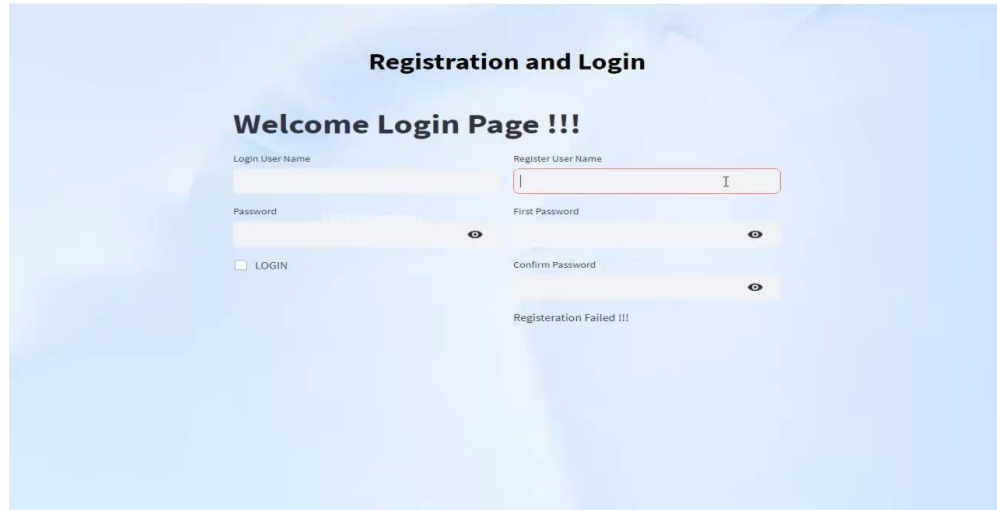 Registration and Login
Welcome Login Page !!!
Login User Name
Password
LOGIN
Register User Name
First Password
Confirm Password
Registeration Failed !!!